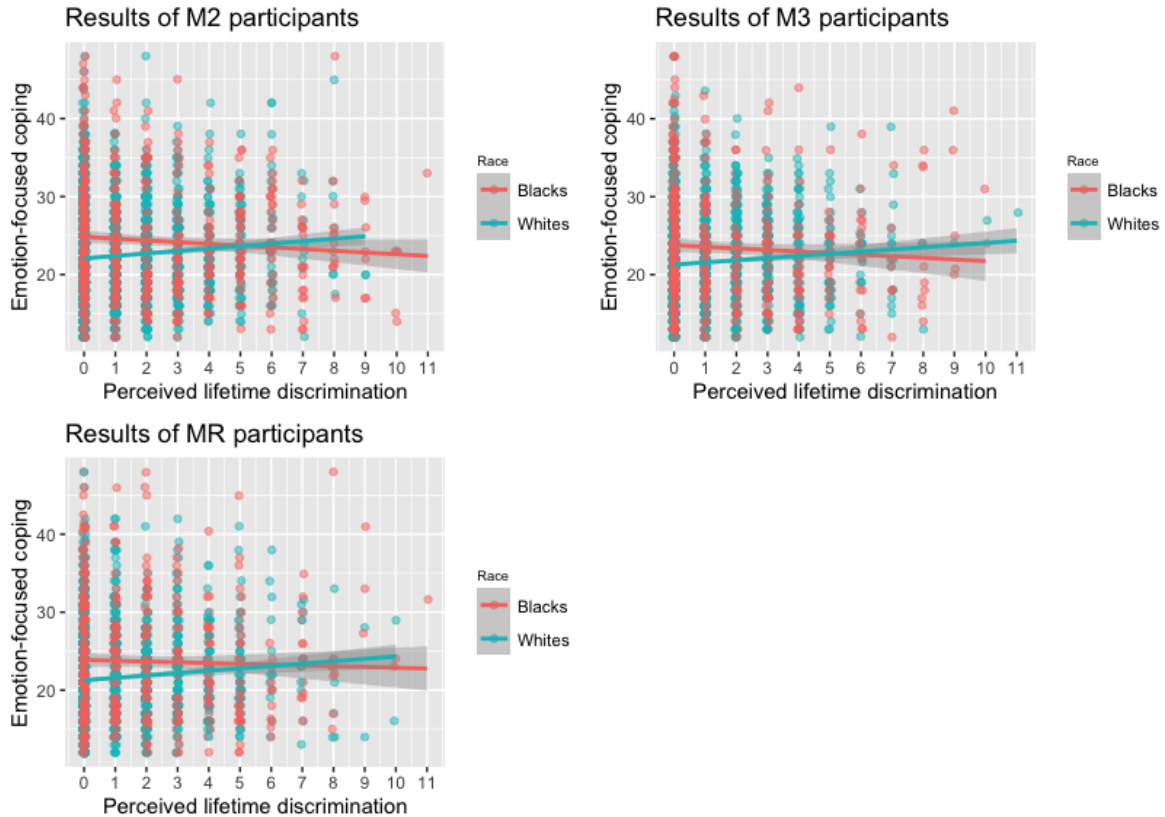 Results of M2 participants
Emotion-focused coping
40
30
20
0 1 2 3 4 5 6 7 8 9 10 11
Perceived lifetime discrimination
Race
Blacks
Whites
Results of M3 participants
Emotion-focused coping
40
30
20
0 1 2 3 4 5 6 7 8 9 10 11
Perceived lifetime discrimination
Race
Blacks
Whites
Results of MR participants
Emotion-focused coping
40
30
20
0 1 2 3 4 5 6 7 8 9 10 11
Perceived lifetime discrimination
Race
Blacks
Whites